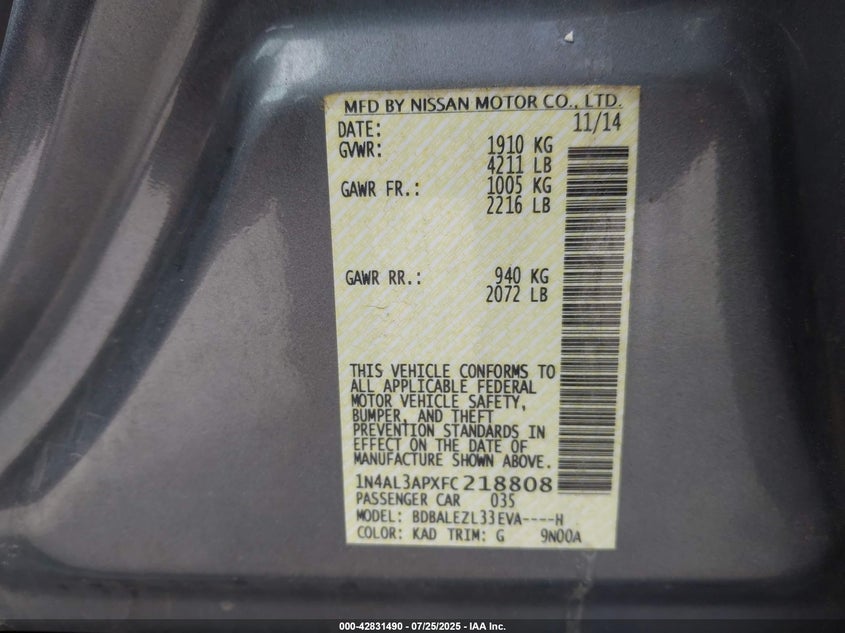 MFD BY NISSAN MOTOR CO., LTD.
DATE: 11/14
GVWR: 1910 KG
4211 LB
GAWR FR.: 1005 KG
2216 LB
GAWR RR.: 940 KG
2072 LB
THIS VEHICLE CONFORMS TO
ALL APPLICABLE FEDERAL
MOTOR VEHICLE SAFETY,
BUMPER, AND THEFT
PREVENTION STANDARDS IN
EFFECT ON THE DATE OF
MANUFACTURE SHOWN ABOVE.
1N4AL3APXFC218808
PASSENGER CAR 035
MODEL: BDBALEZL33EVA----H
COLOR: KAD TRIM: G 9N00A
000-42831490 - 07/25/2025 - IAA Inc.